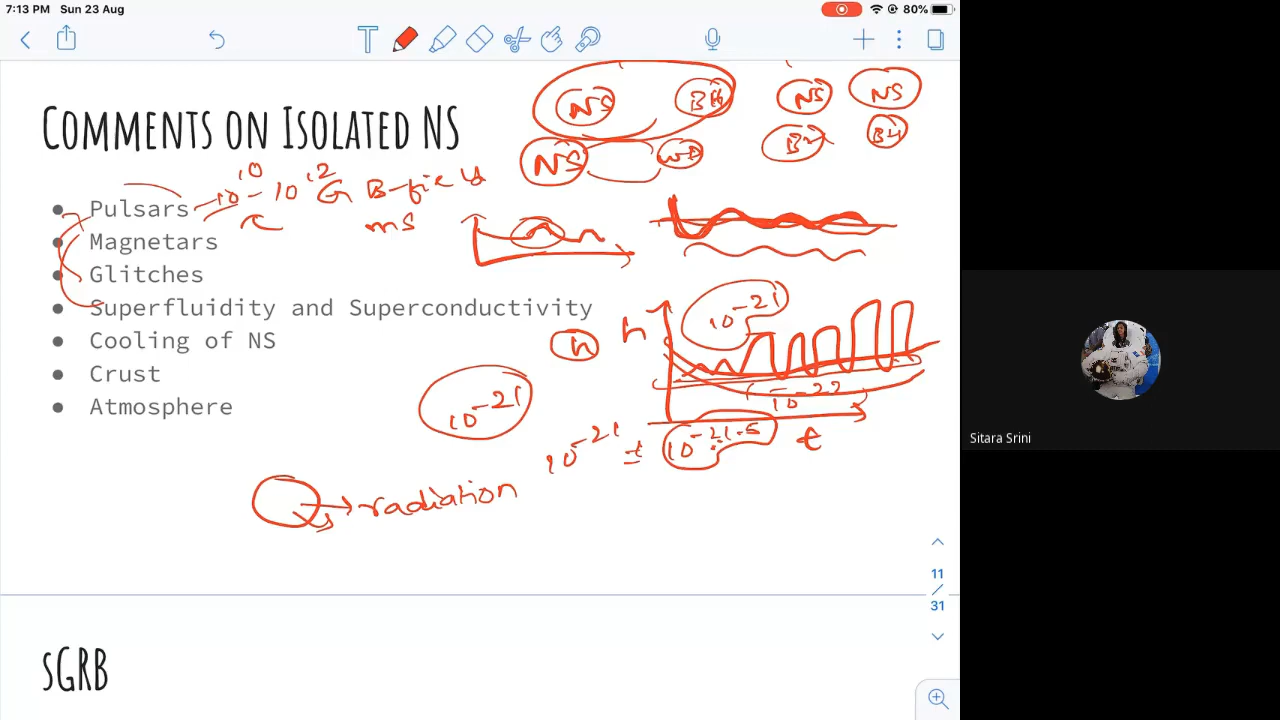 7:13 PM Sun 23 Aug
80%
T
Comments on Isolated NS
NS BH NS NS
NS WD BH BH
10^10 - 10^12 G B-field
ms
• Pulsars
• Magnetars
• Glitches
• Superfluidity and Superconductivity
• Cooling of NS
• Crust
• Atmosphere
h
h
10^-21
10^-22
t
10^-21
10^-21 ± 10^-21.5
radiation
Sitara Srini
11
/
31
sGRB